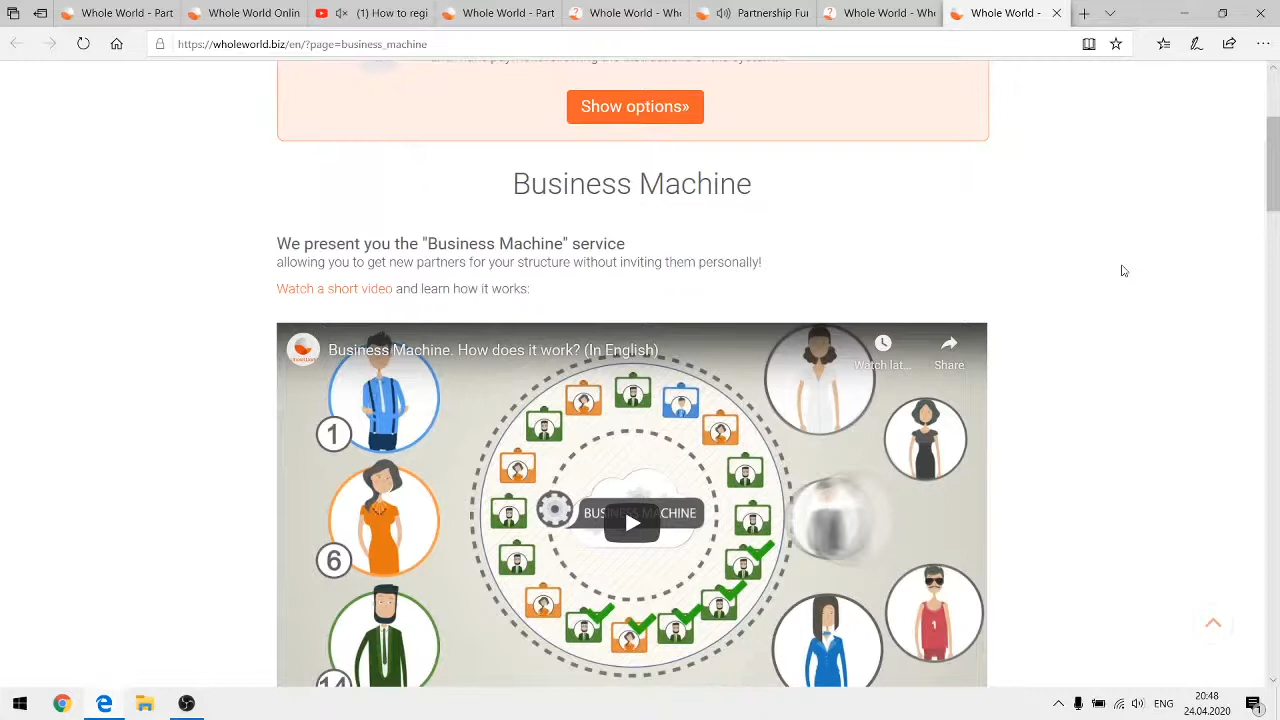 Whole World - Part
Whole World Onlin
(1) How to regi
Whole World - Part
Whole World - Wh
Partnership Fu
Whole World - Wh
Whole World -
https://wholeworld.biz/en/?page=business_machine
Show options»
Business Machine
We present you the "Business Machine" service
allowing you to get new partners for your structure without inviting them personally!
Watch a short video and learn how it works:
Business Machine. How does it work? (In English)
Watch lat...
Share
1
BUSINESS MACHINE
6
1
14
ENG
20:48
24.04.2020
1